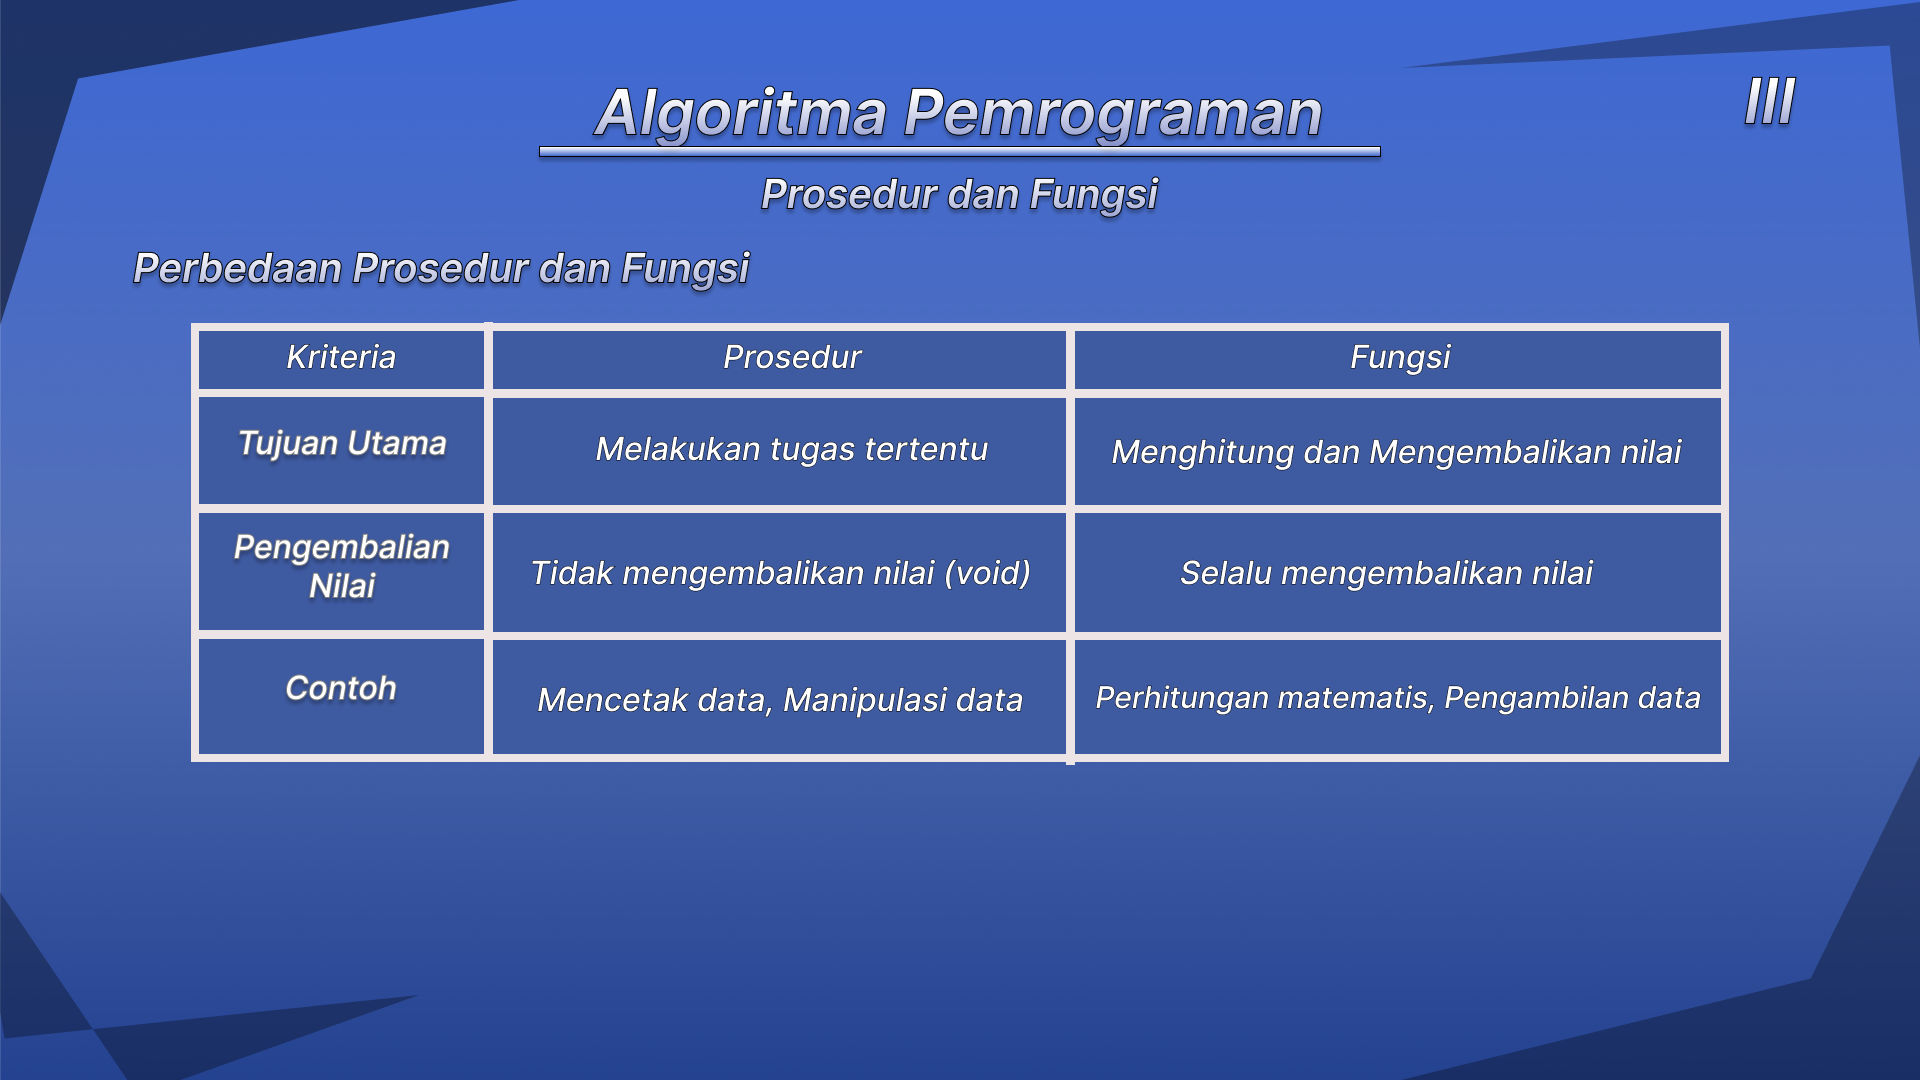 Algoritma Pemrograman
III
Prosedur dan Fungsi
Perbedaan Prosedur dan Fungsi
Kriteria
Prosedur
Fungsi
Tujuan Utama
Melakukan tugas tertentu
Menghitung dan Mengembalikan nilai
Pengembalian
Nilai
Tidak mengembalikan nilai (void)
Selalu mengembalikan nilai
Contoh
Mencetak data, Manipulasi data
Perhitungan matematis, Pengambilan data